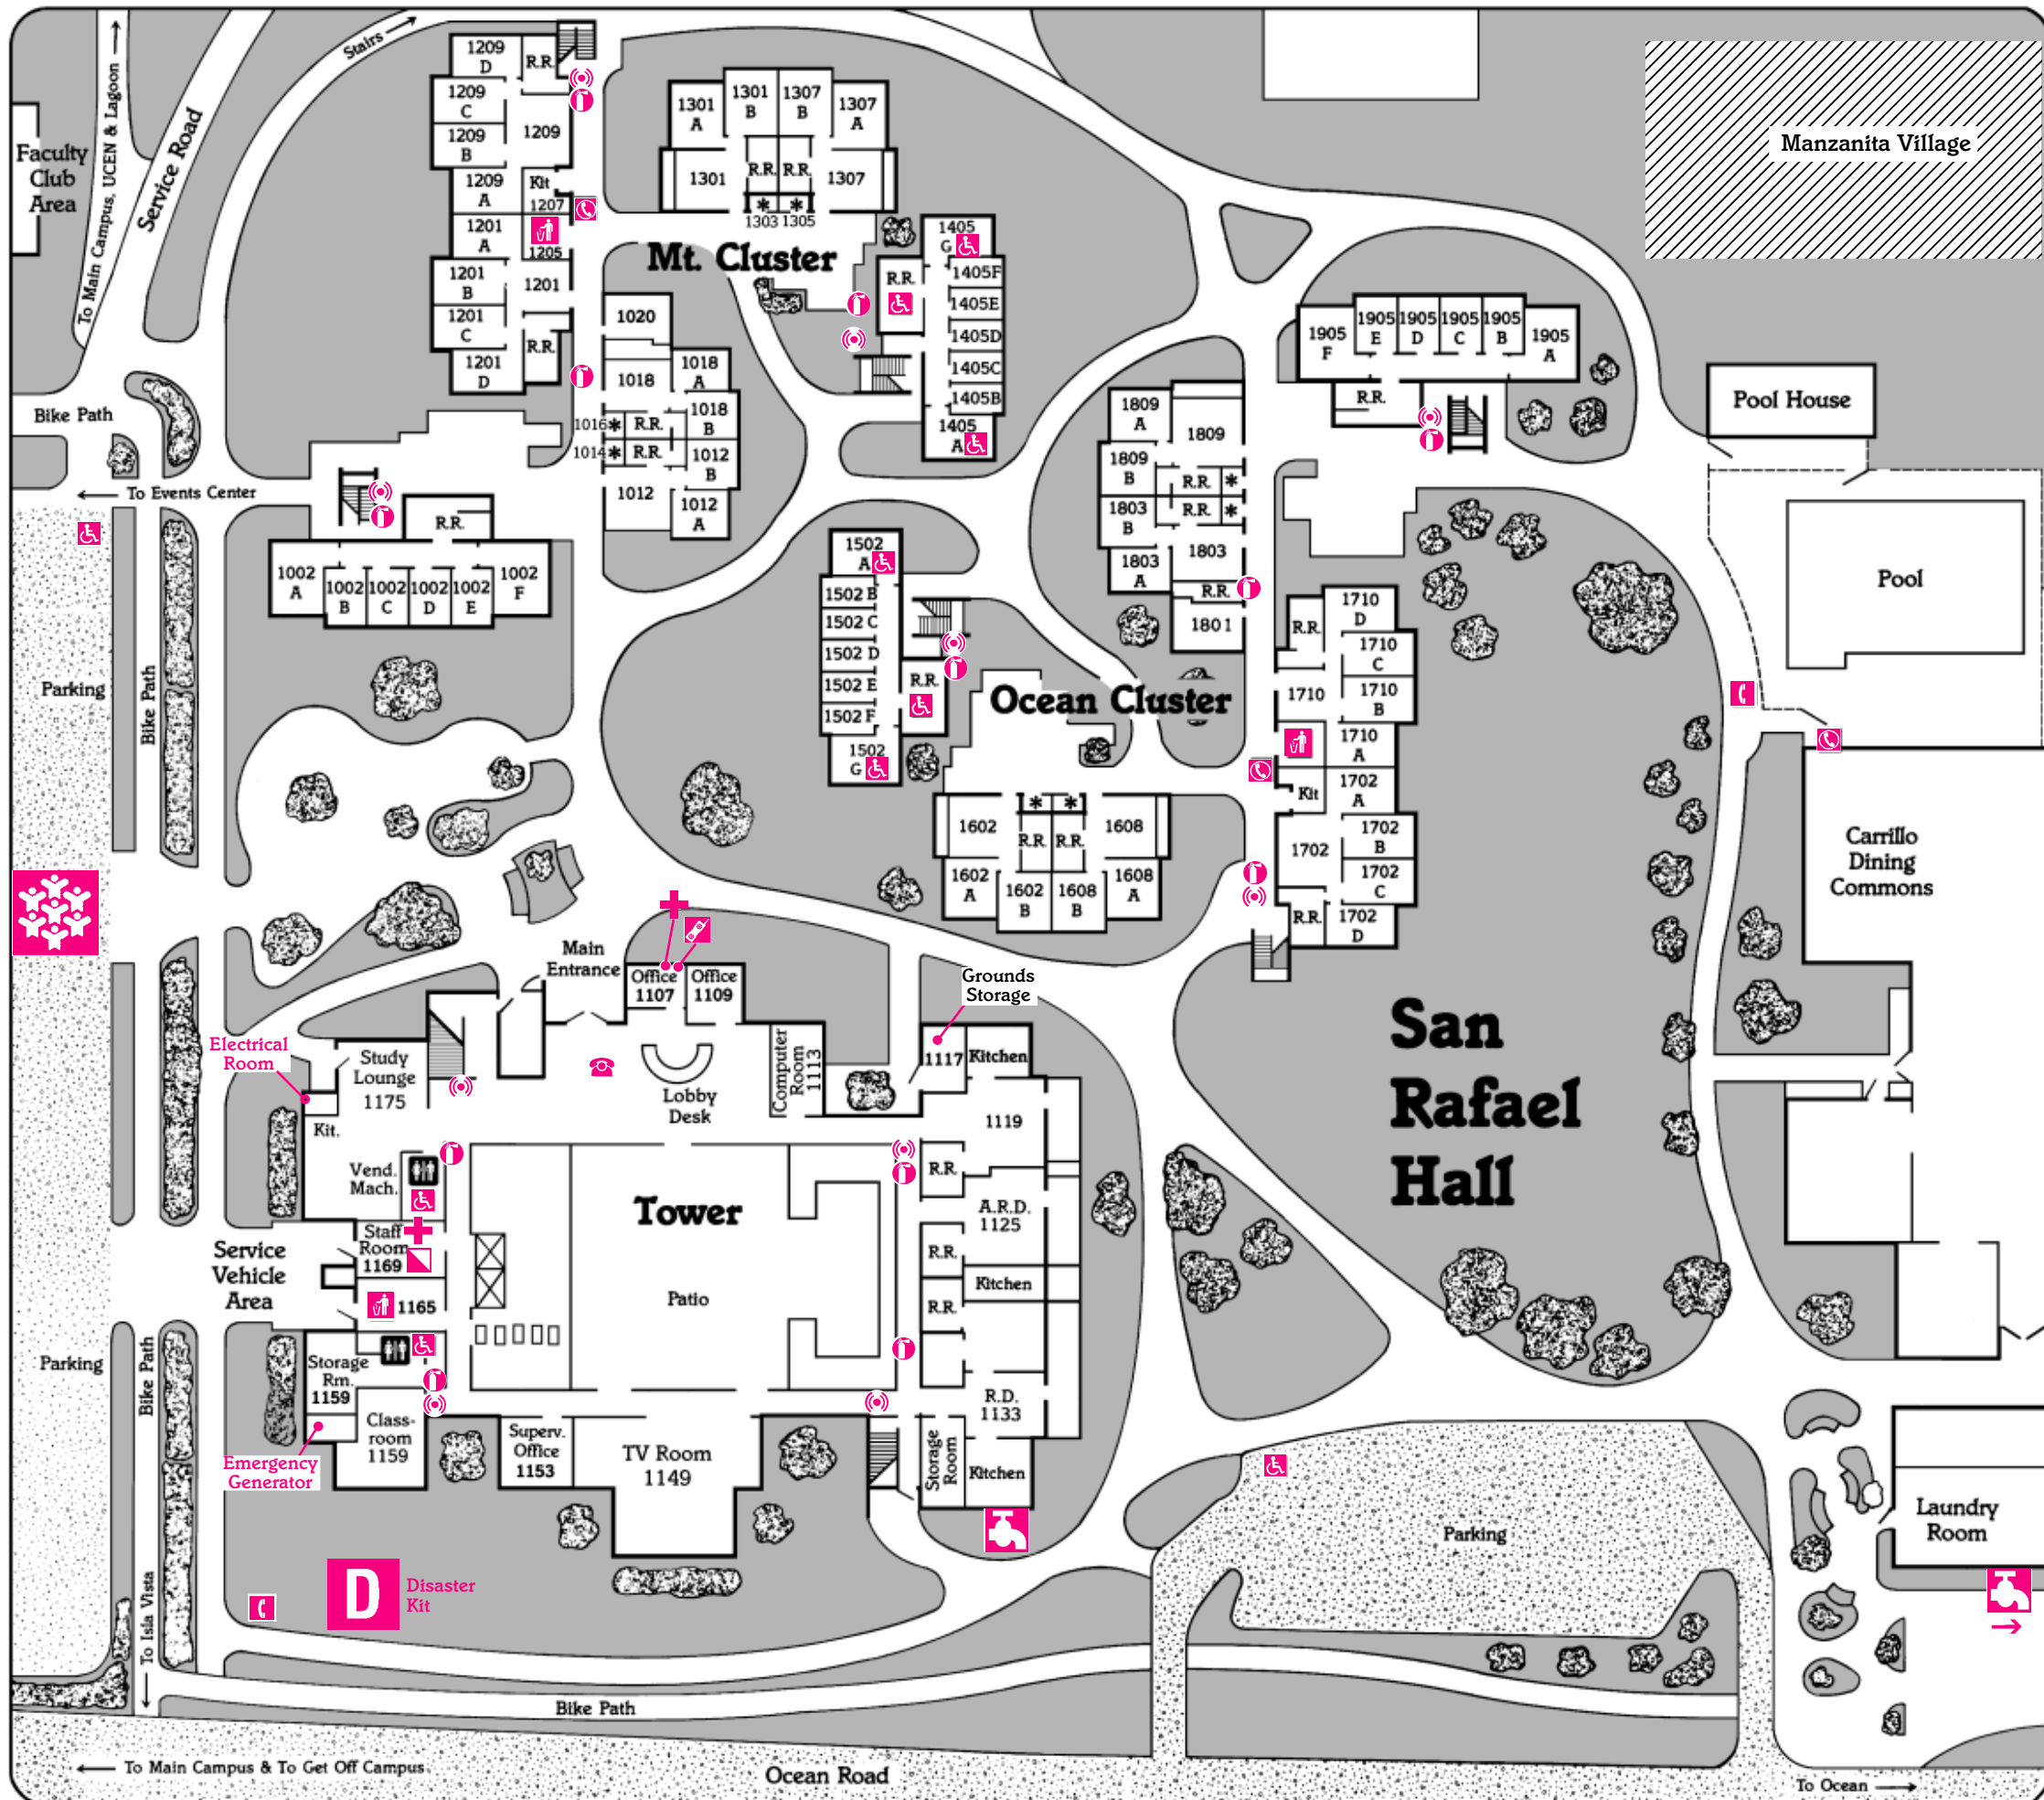 Stairs
To Main Campus, UCEN & Lagoon
Service Road
Faculty
Club
Area
Manzanita Village
1209
D
R.R.
1209
C
1209
B
1209
1209
A
Kit
1207
1201
A
1205
1201
B
1201
1201
C
R.R.
1201
D
1301
A
1301
B
1307
B
1307
A
1301
R.R.
R.R.
1307
*
*
1303
1305
Mt. Cluster
1405
G
R.R.
1405F
1405E
1405D
1405C
1405B
1405
A
1020
1018
1018
A
1018
B
1016*
R.R.
1014*
R.R.
1012
B
1012
1012
A
Bike Path
To Events Center
R.R.
1002
A
1002
B
1002
C
1002
D
1002
E
1002
F
1905
F
1905
E
1905
D
1905
C
1905
B
1905
A
R.R.
Pool House
Pool
1809
A
1809
1809
B
R.R.
*
R.R.
*
1803
B
1803
1803
A
R.R.
1801
1502
A
1502 B
1502 C
1502 D
1502 E
1502 F
R.R.
1502
G
Ocean Cluster
1710
D
R.R.
1710
C
1710
1710
B
1710
A
1702
A
Kit
1702
B
1702
1702
C
R.R.
1702
D
*
*
1602
R.R.
R.R.
1608
1602
A
1602
B
1608
B
1608
A
Parking
Bike Path
Carrillo
Dining
Commons
Main
Entrance
Office
1107
Office
1109
Grounds
Storage
San
Rafael
Hall
Electrical
Room
Study
Lounge
1175
Kit.
Lobby
Desk
Computer
Room
1113
1117
Kitchen
1119
Vend.
Mach.
R.R.
Tower
A.R.D.
1125
Staff
Room
1169
Service
Vehicle
Area
1165
Patio
R.R.
Kitchen
R.R.
Parking
Bike Path
Storage
Rm.
1159
Class-
room
1159
Emergency
Generator
Superv.
Office
1153
TV Room
1149
R.D.
1133
Storage
Room
Kitchen
Parking
Laundry
Room
D
Disaster
Kit
To Isla Vista
Bike Path
To Main Campus & To Get Off Campus
Ocean Road
To Ocean